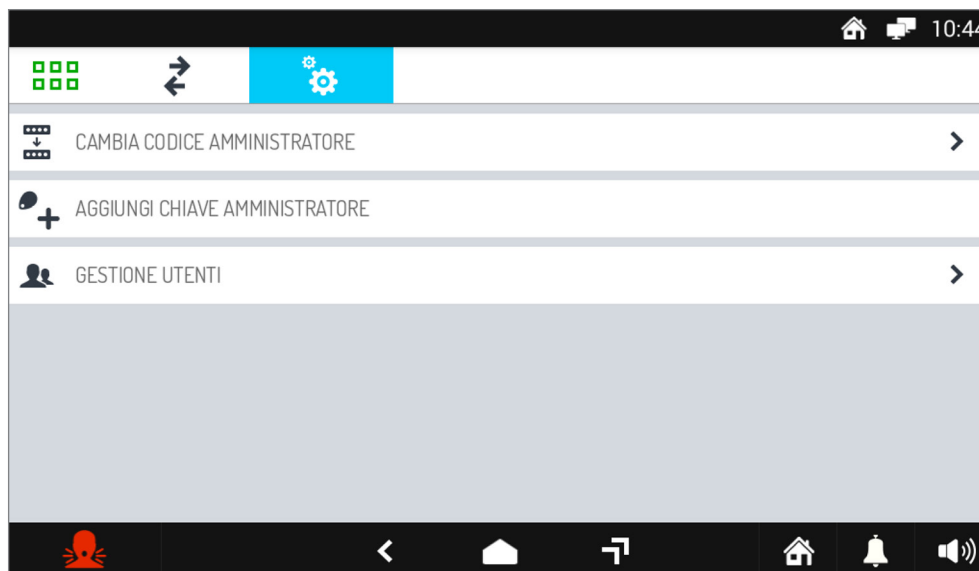 10:44
CAMBIA CODICE AMMINISTRATORE
AGGIUNGI CHIAVE AMMINISTRATORE
GESTIONE UTENTI